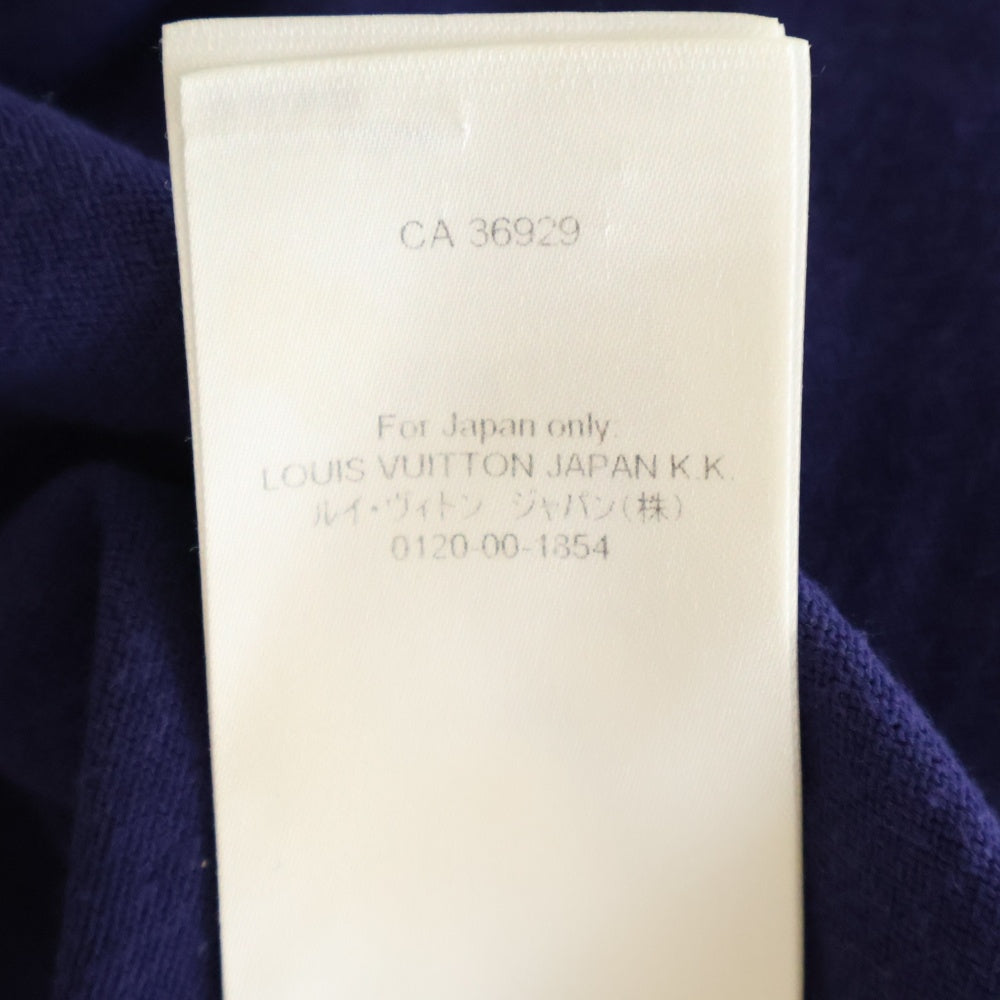 CA 36929
For Japan only:
LOUIS VUITTON JAPAN K.K.
ルイ・ヴィトン ジャパン(株)
0120-00-1854